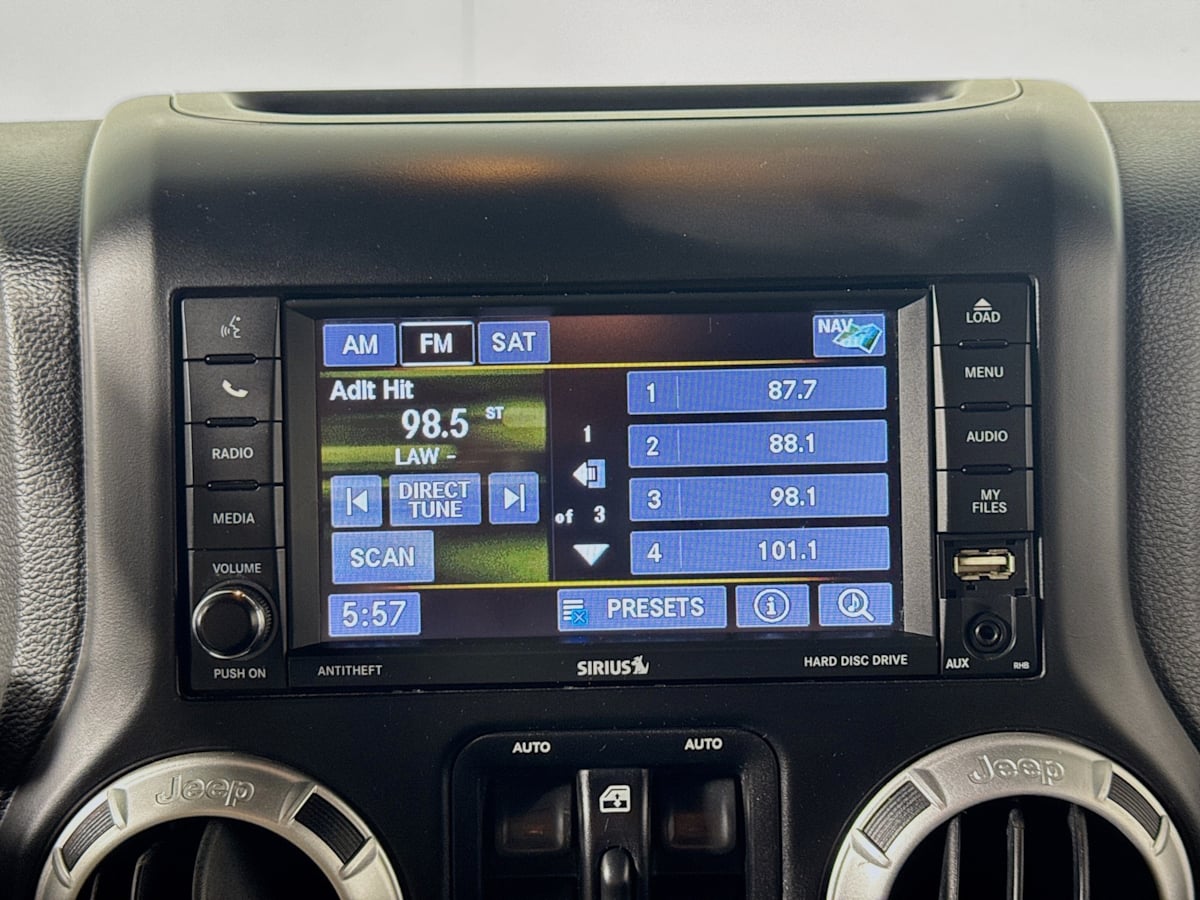 LOAD
AM FM SAT NAV
MENU
Adlt Hit
1 87.7
98.5 ST
2 88.1
1
AUDIO
LAW -
RADIO
DIRECT
TUNE
3 98.1
MY
FILES
of 3
MEDIA
SCAN
4 101.1
VOLUME
5:57 PRESETS i
PUSH ON
ANTITHEFT
SIRIUS
HARD DISC DRIVE
AUX
RHB
AUTO
AUTO
Jeep
Jeep